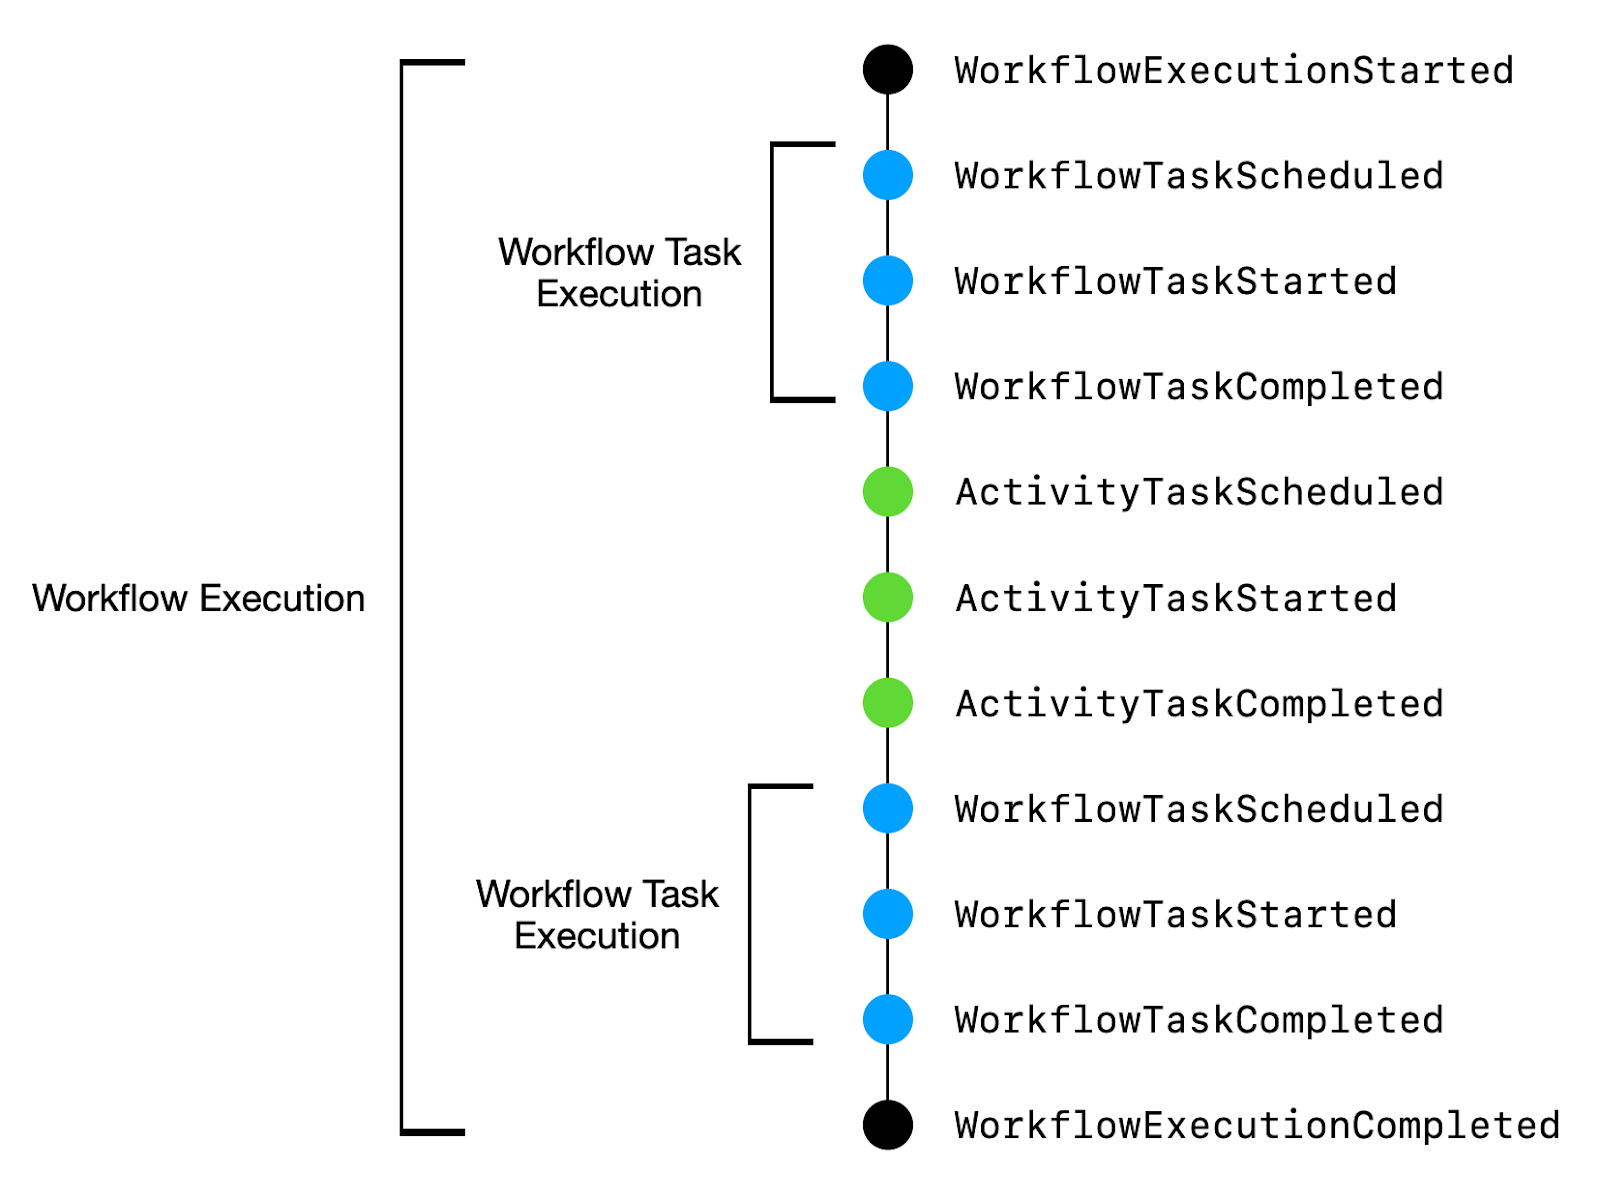 WorkflowExecutionStarted
WorkflowTaskScheduled
Workflow Task
Execution
WorkflowTaskStarted
WorkflowTaskCompleted
ActivityTaskScheduled
Workflow Execution
ActivityTaskStarted
ActivityTaskCompleted
WorkflowTaskScheduled
Workflow Task
Execution
WorkflowTaskStarted
WorkflowTaskCompleted
WorkflowExecutionCompleted